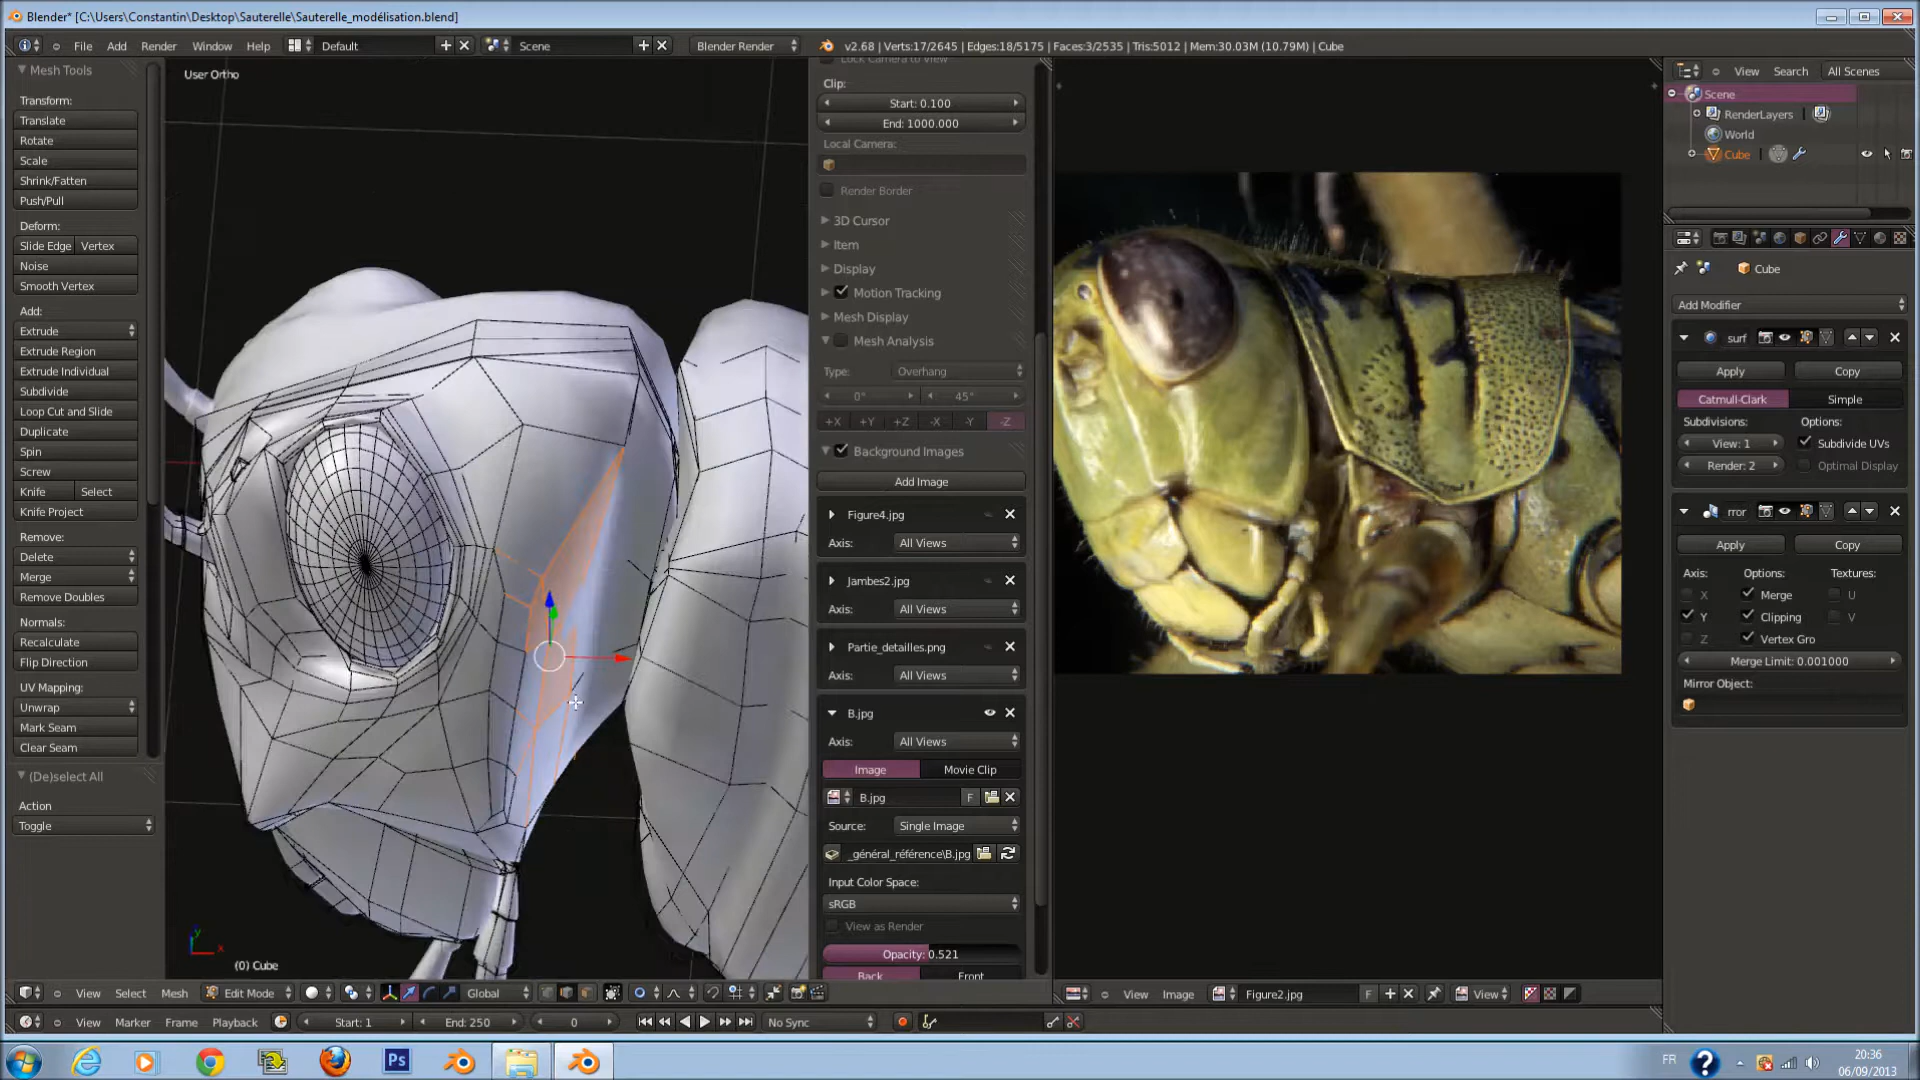 Blender* [C:\Users\Constantin\Desktop\Sauterelle\Sauterelle_modélisation.blend]
File Add Render Window Help Default Scene Blender Render v2.68 | Verts:17/2645 | Edges:18/5175 | Faces:3/2535 | Tris:5012 | Mem:30.03M (10.79M) | Cube
Mesh Tools
Transform:
Translate
Rotate
Scale
Shrink/Fatten
Push/Pull
Deform:
Slide Edge Vertex
Noise
Smooth Vertex
Add:
Extrude
Extrude Region
Extrude Individual
Subdivide
Loop Cut and Slide
Duplicate
Spin
Screw
Knife Select
Knife Project
Remove:
Delete
Merge
Remove Doubles
Normals:
Recalculate
Flip Direction
UV Mapping:
Unwrap
Mark Seam
Clear Seam
(De)select All
Action
Toggle
User Ortho
y
x
(0) Cube
Lock Camera to View
Clip:
Start: 0.100
End: 1000.000
Local Camera:
Render Border
3D Cursor
Item
Display
Motion Tracking
Mesh Display
Mesh Analysis
Type: Overhang
0° 45°
+X +Y +Z -X -Y -Z
Background Images
Add Image
Figure4.jpg
Axis: All Views
Jambes2.jpg
Axis: All Views
Partie_detailles.png
Axis: All Views
B.jpg
Axis: All Views
Image Movie Clip
B.jpg F
Source: Single Image
_général_référence\B.jpg
Input Color Space:
sRGB
View as Render
Opacity: 0.521
Back Front
View Search All Scenes
Scene
RenderLayers
World
Cube
Cube
Add Modifier
surf
Apply Copy
Catmull-Clark Simple
Subdivisions: Options:
View: 1 Subdivide UVs
Render: 2 Optimal Display
rror
Apply Copy
Axis: Options: Textures:
X Merge U
Y Clipping V
Z Vertex Gro
Merge Limit: 0.001000
Mirror Object:
View Select Mesh Edit Mode Global
View Image Figure2.jpg F View
View Marker Frame Playback Start: 1 End: 250 0 No Sync
Ps
FR
?
20:36
06/09/2013